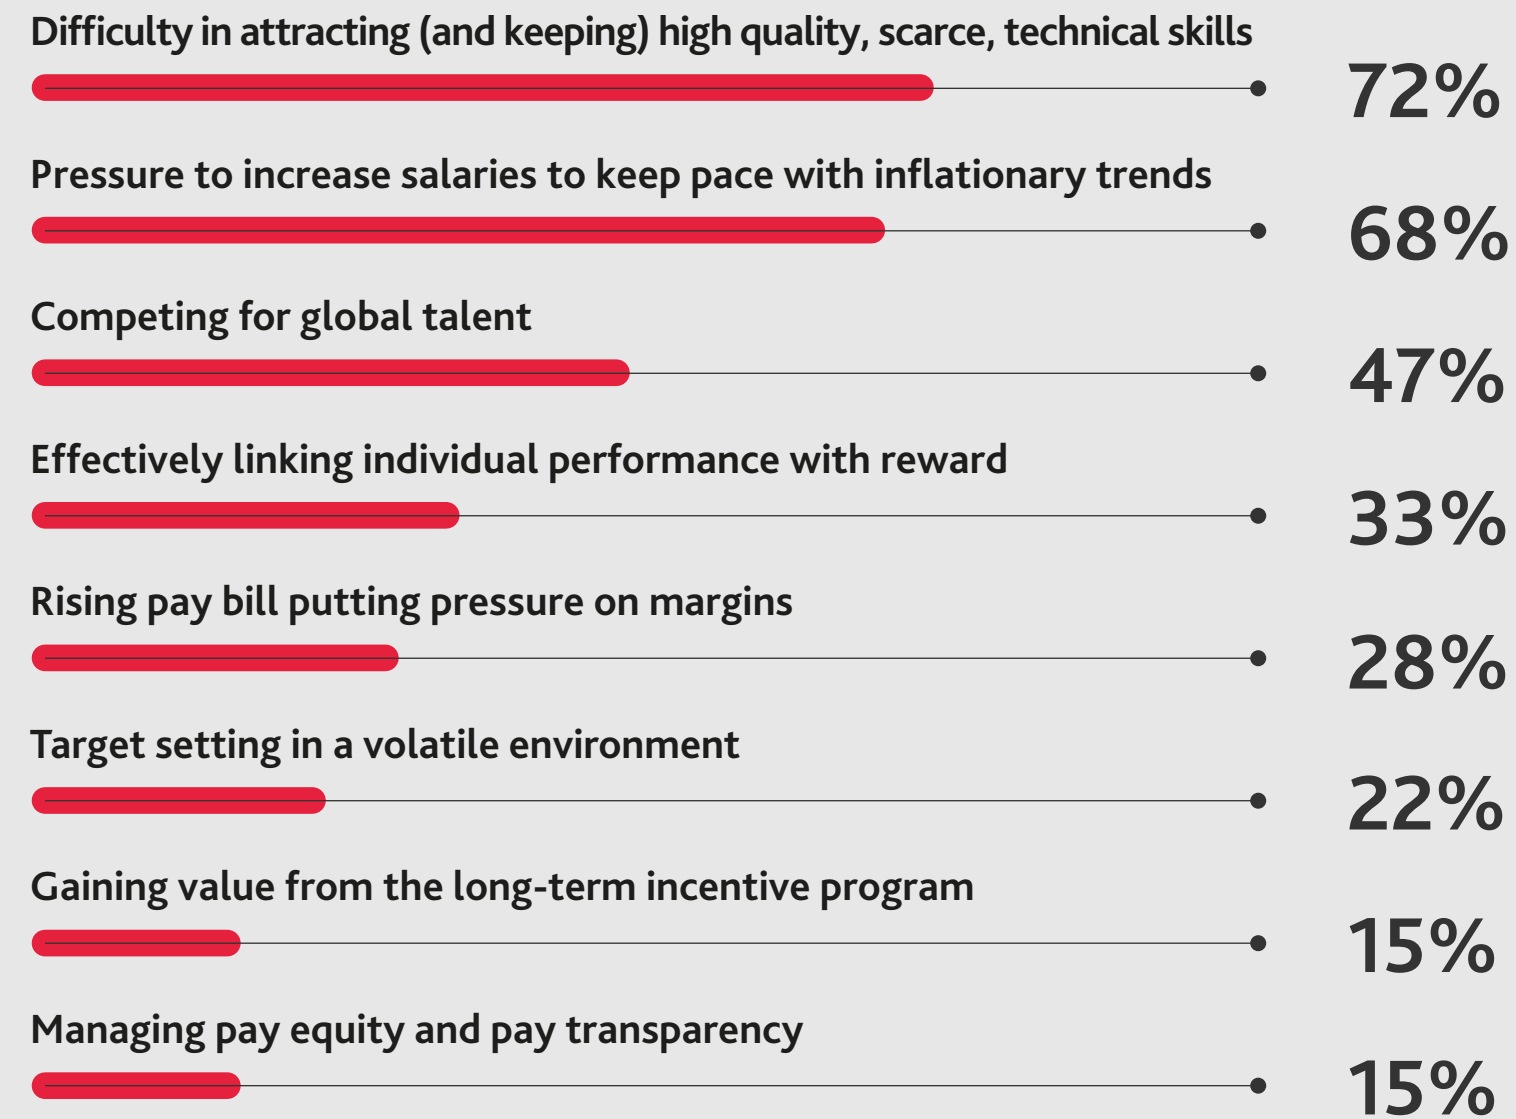 Difficulty in attracting (and keeping) high quality, scarce, technical skills
72%
Pressure to increase salaries to keep pace with inflationary trends
68%
Competing for global talent
47%
Effectively linking individual performance with reward
33%
Rising pay bill putting pressure on margins
28%
Target setting in a volatile environment
22%
Gaining value from the long-term incentive program
15%
Managing pay equity and pay transparency
15%